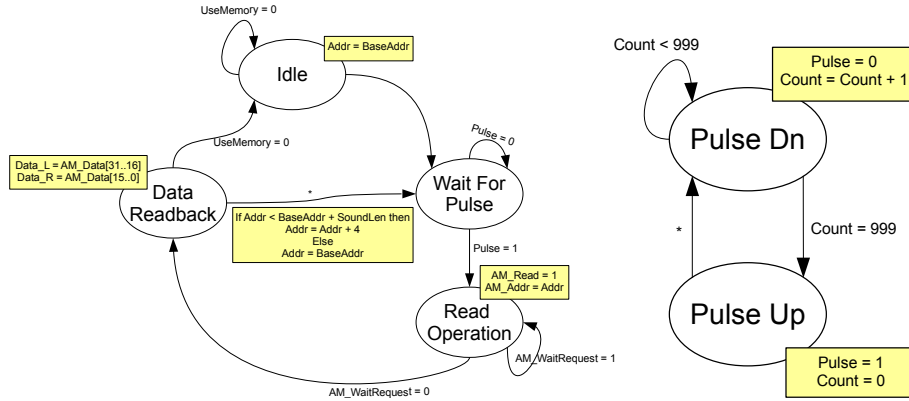 UseMemory = 0
Addr = BaseAddr
Idle
UseMemory = 0
Pulse = 0
Data_L = AM_Data[31..16]
Data_R = AM_Data[15..0]
Data
Readback
*
Wait For
Pulse
If Addr < BaseAddr + SoundLen then
Addr = Addr + 4
Else
Addr = BaseAddr
Pulse = 1
AM_Read = 1
AM_Addr = Addr
Read
Operation
AM_WaitRequest = 1
AM_WaitRequest = 0
Count < 999
Pulse = 0
Count = Count + 1
Pulse Dn
*
Count = 999
Pulse Up
Pulse = 1
Count = 0